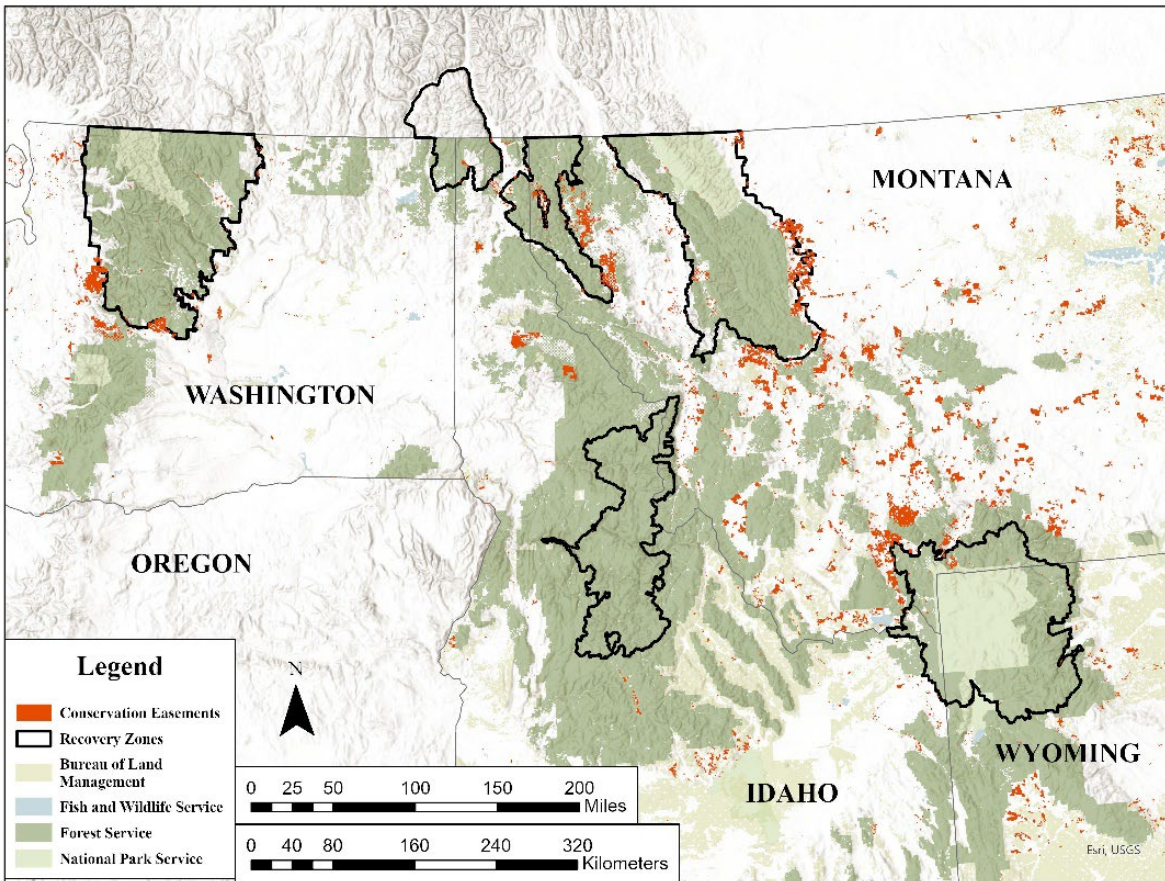 MONTANA
WASHINGTON
OREGON
IDAHO
WYOMING
Legend
Conservation Easements
Recovery Zones
Bureau of Land
Management
Fish and Wildlife Service
Forest Service
National Park Service
N
0 25 50 100 150 200
Miles
0 40 80 160 240 320
Kilometers
Esri, USGS